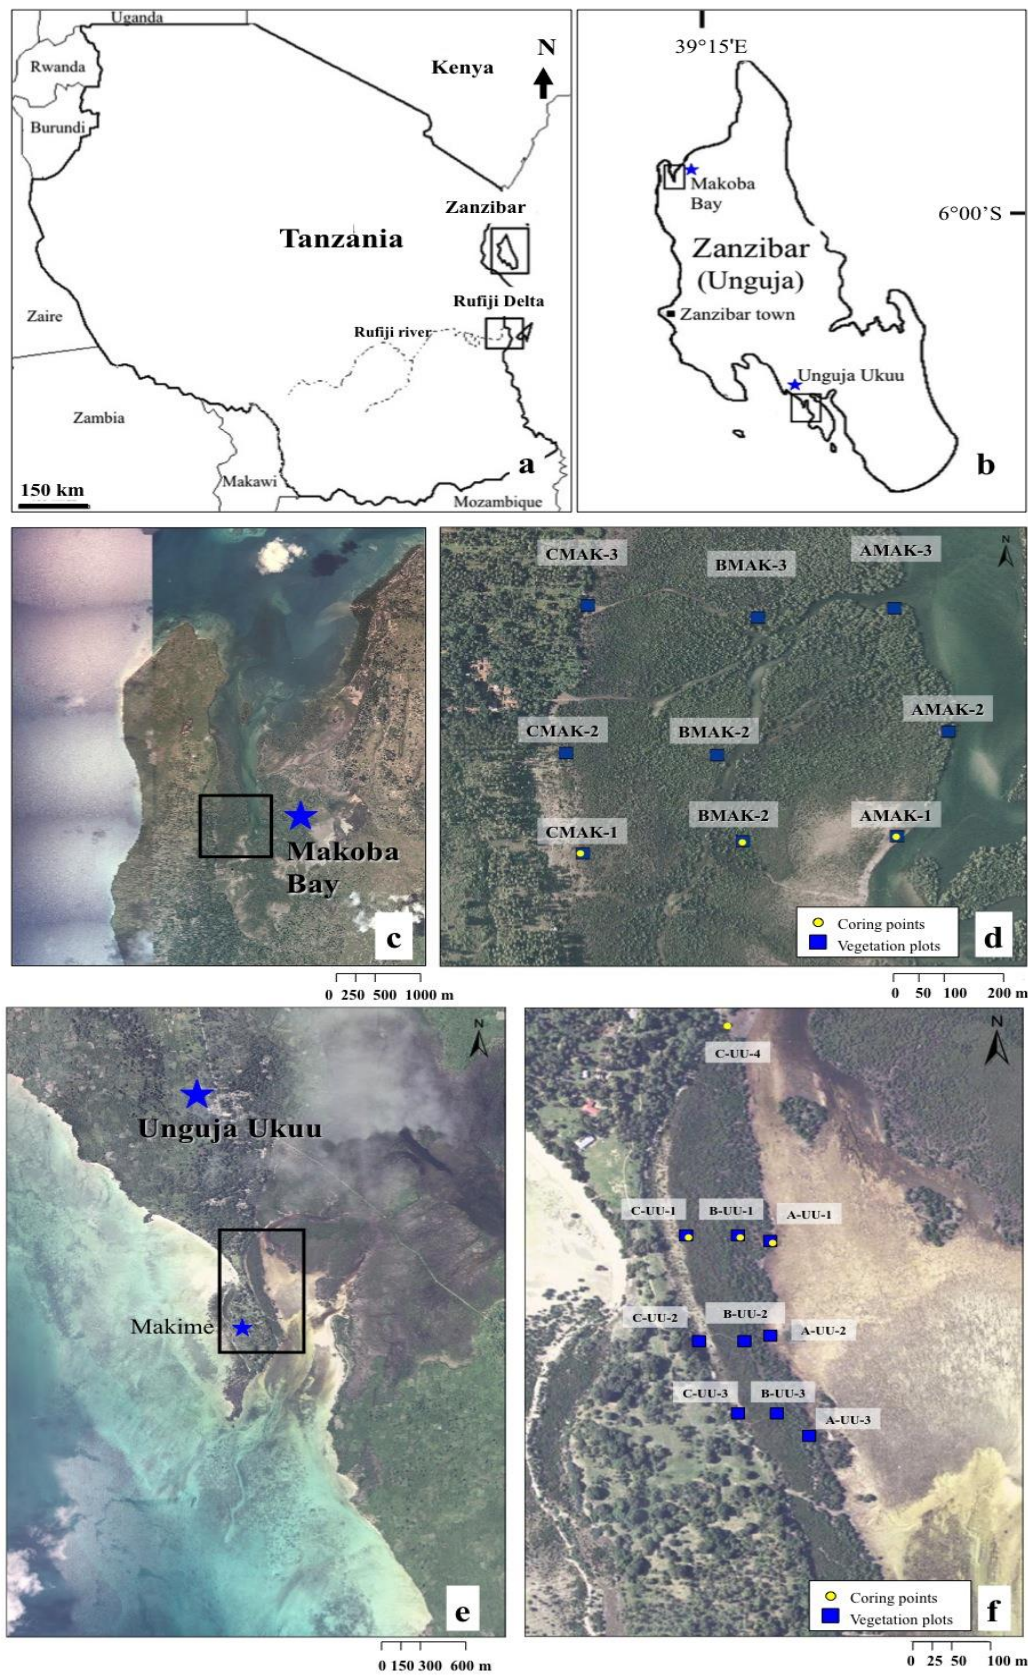 Uganda
Rwanda
Burundi
Kenya
N
Zanzibar
Tanzania
Rufiji Delta
Rufiji river
Zaire
Zambia
Makawi
Mozambique
150 km
a
39°15'E
Makoba
Bay
6°00'S
Zanzibar
(Unguja)
Zanzibar town
Unguja Ukuu
b
Makoba
Bay
c
0 250 500 1000 m
N
CMAK-3
BMAK-3
AMAK-3
CMAK-2
BMAK-2
AMAK-2
CMAK-1
BMAK-2
AMAK-1
Coring points
Vegetation plots
d
0 50 100 200 m
N
Unguja Ukuu
Makime
e
0 150 300 600 m
N
C-UU-4
C-UU-1
B-UU-1
A-UU-1
C-UU-2
B-UU-2
A-UU-2
C-UU-3
B-UU-3
A-UU-3
Coring points
Vegetation plots
f
0 25 50 100 m